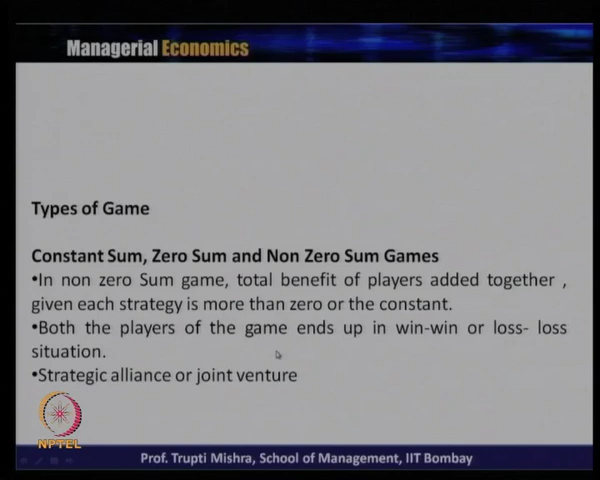 Managerial Economics
Types of Game
Constant Sum, Zero Sum and Non Zero Sum Games
•In non zero Sum game, total benefit of players added together ,
given each strategy is more than zero or the constant.
•Both the players of the game ends up in win-win or loss- loss
situation.
•Strategic alliance or joint venture
NPTEL
Prof. Trupti Mishra, School of Management, IIT Bombay